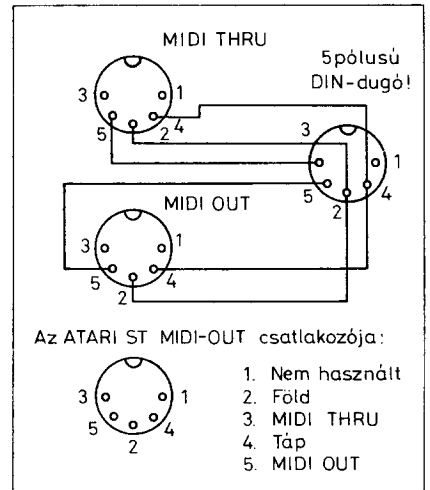 MIDI THRU
5pólusú
DIN-dugó!
3 1
5 2 4
3
1
5 2 4
MIDI OUT
3 1
5 2 4
Az ATARI ST MIDI-OUT csatlakozója:
3 1
5 2 4
1. Nem használt
2. Föld
3. MIDI THRU
4. Táp
5. MIDI OUT